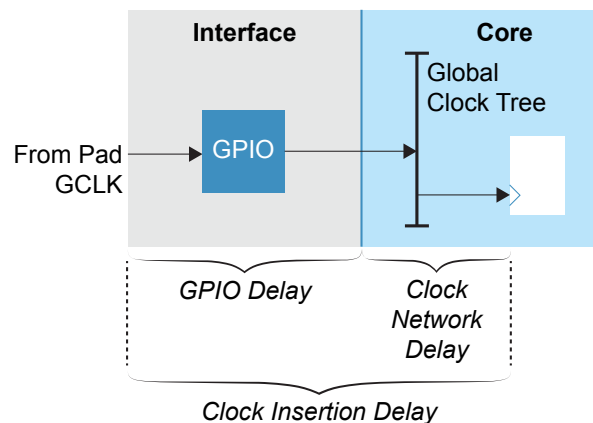 Interface
Core
Global
Clock Tree
GPIO
From Pad
GCLK
GPIO Delay
Clock
Network
Delay
Clock Insertion Delay